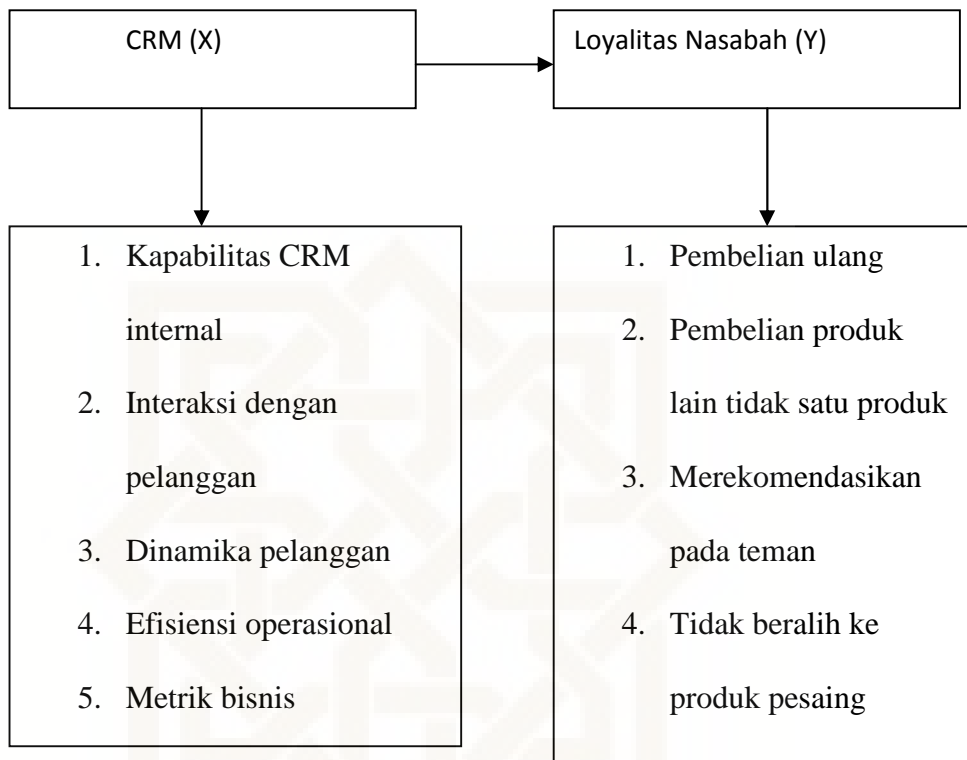 CRM (X)
Loyalitas Nasabah (Y)
1. Kapabilitas CRM
internal
2. Interaksi dengan
pelanggan
3. Dinamika pelanggan
4. Efisiensi operasional
5. Metrik bisnis
1. Pembelian ulang
2. Pembelian produk
lain tidak satu produk
3. Merekomendasikan
pada teman
4. Tidak beralih ke
produk pesaing